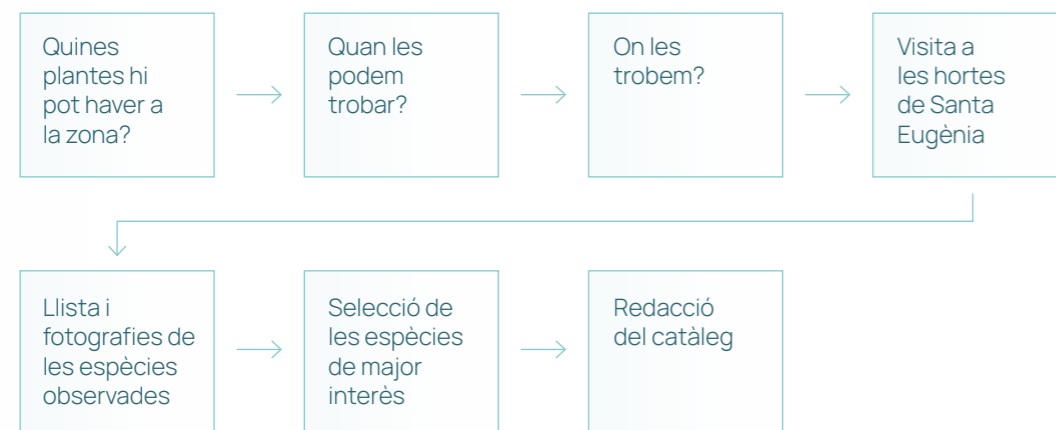 Quines
plantes hi
pot haver a
la zona?
Quan les
podem
trobar?
On les
trobem?
Visita a
les hortes
de Santa
Eugènia
Llista i
fotografies de
les espècies
observades
Selecció de
les espècies
de major
interès
Redacció
del catàleg